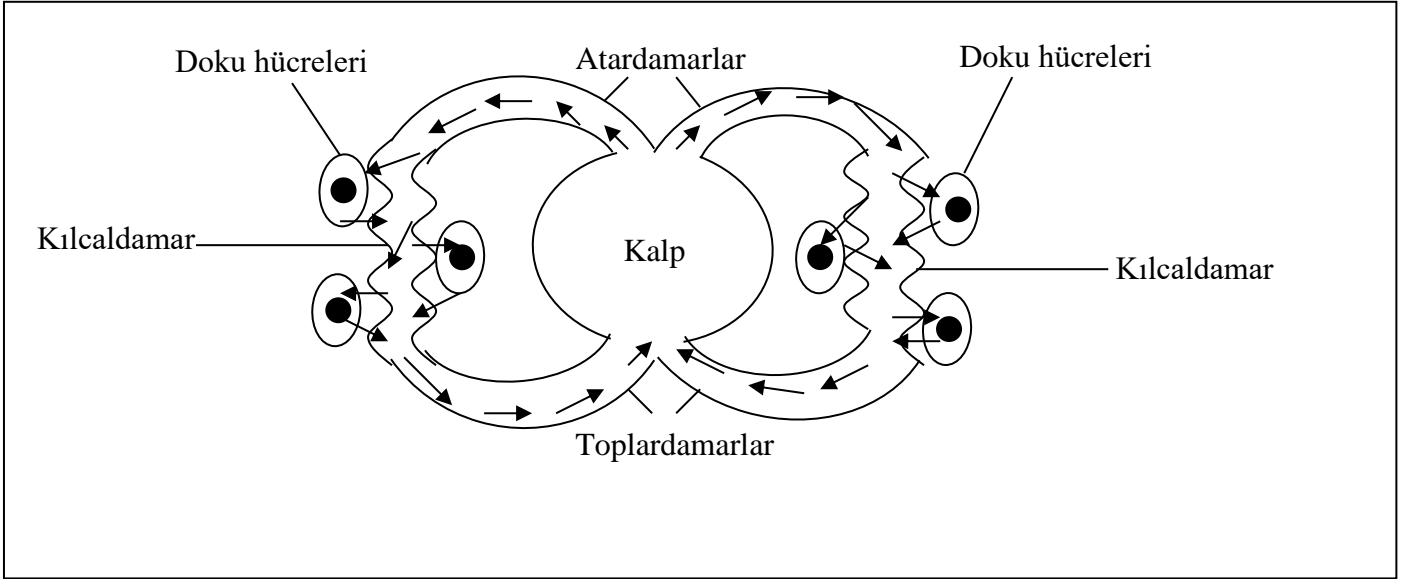 Doku hücreleri
Atardamarlar
Doku hücreleri
Kılcaldamar
Kalp
Kılcaldamar
Toplardamarlar